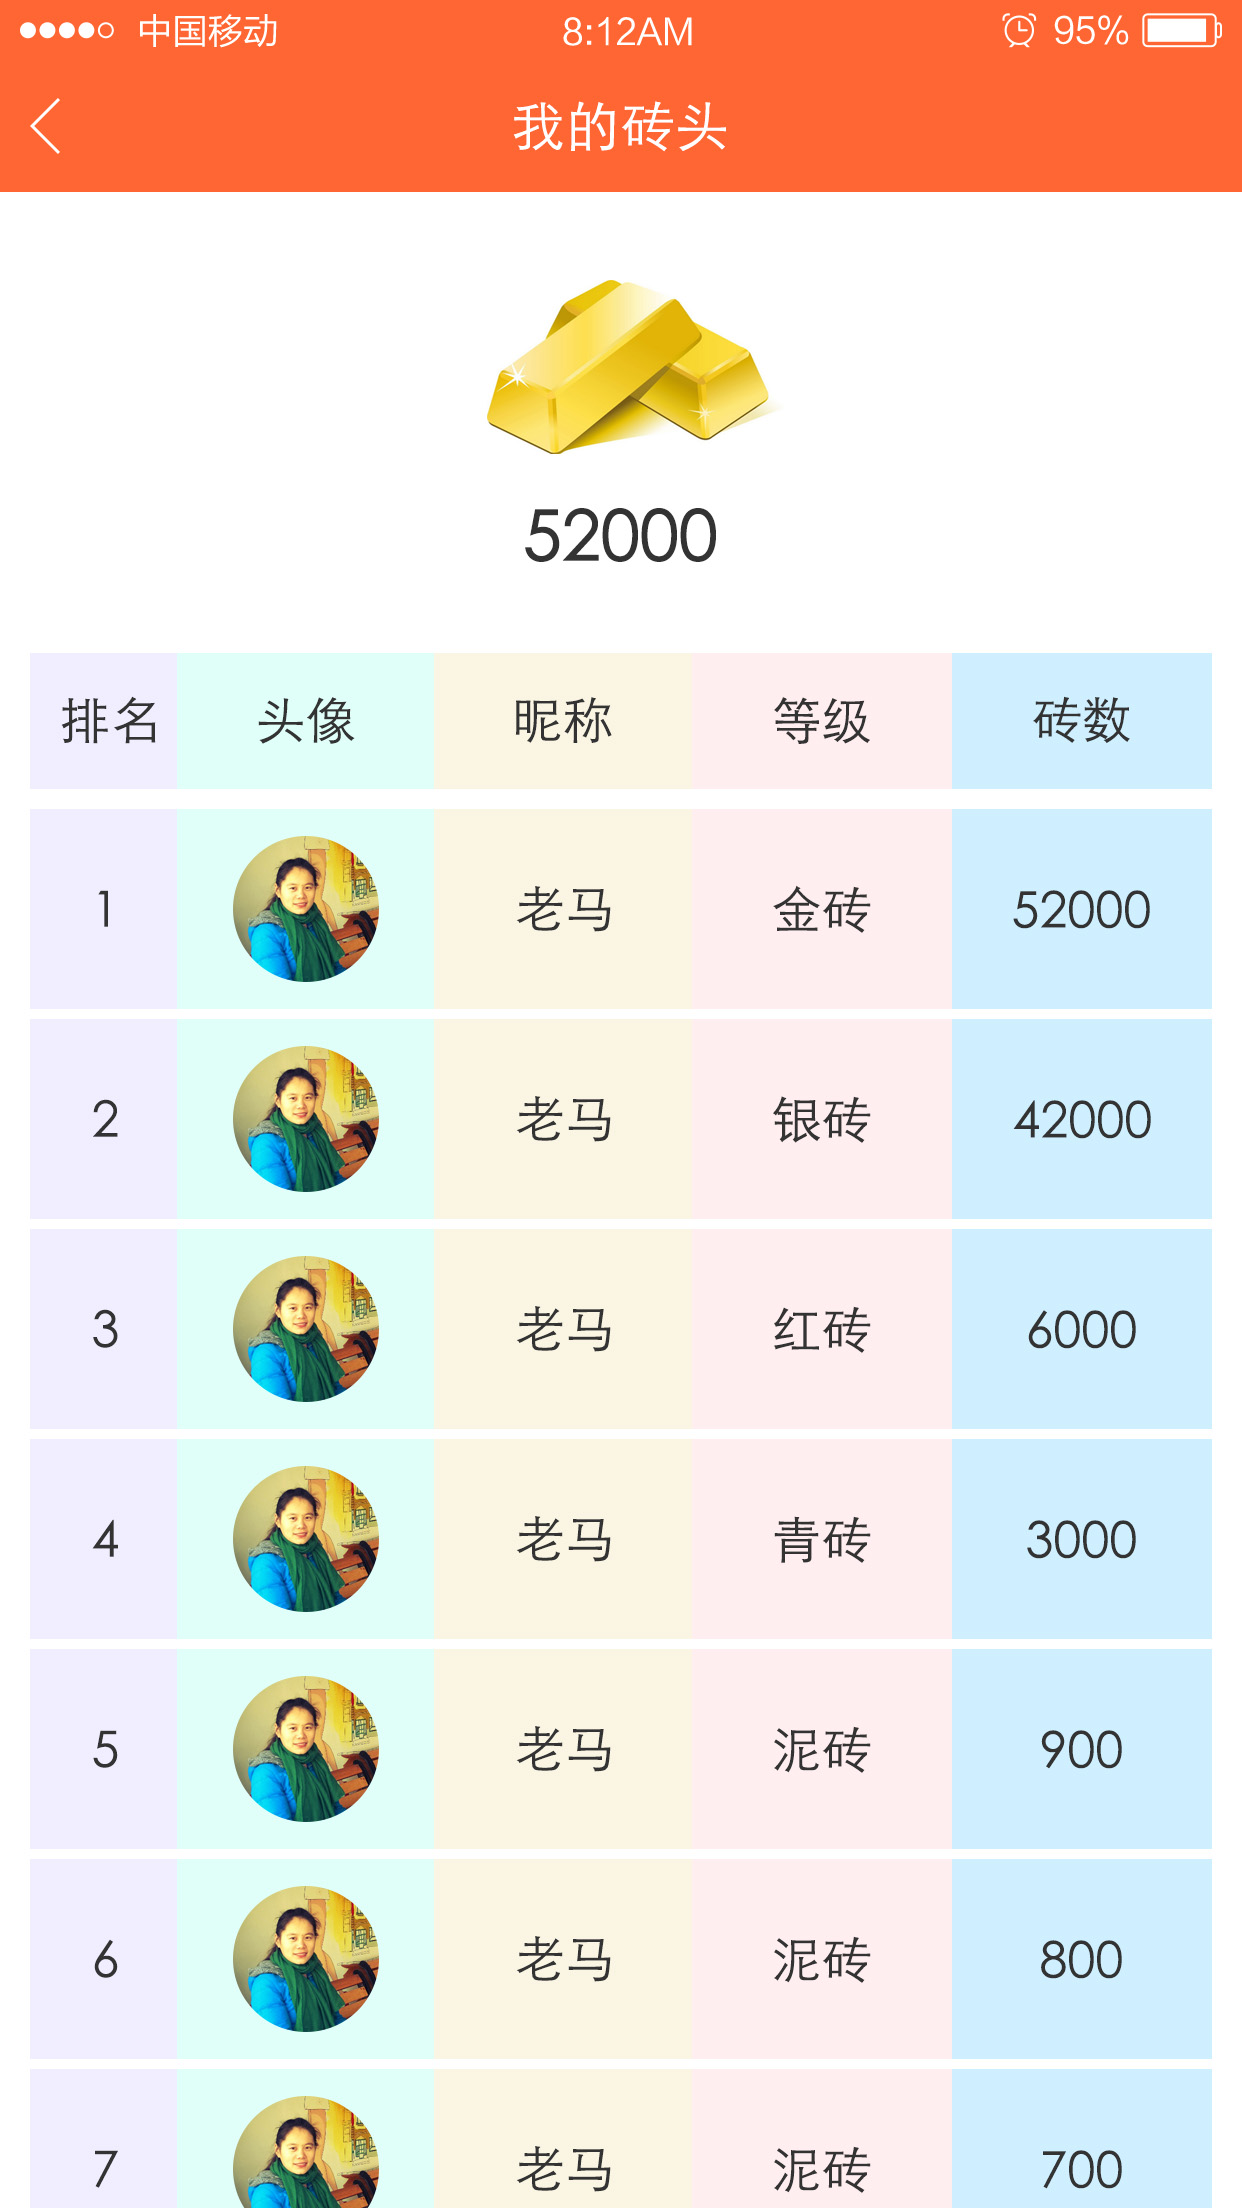 中国移动 8:12AM 95%
我的砖头
52000
排名 头像 昵称 等级 砖数
1 老马 金砖 52000
2 老马 银砖 42000
3 老马 红砖 6000
4 老马 青砖 3000
5 老马 泥砖 900
6 老马 泥砖 800
7 老马 泥砖 700